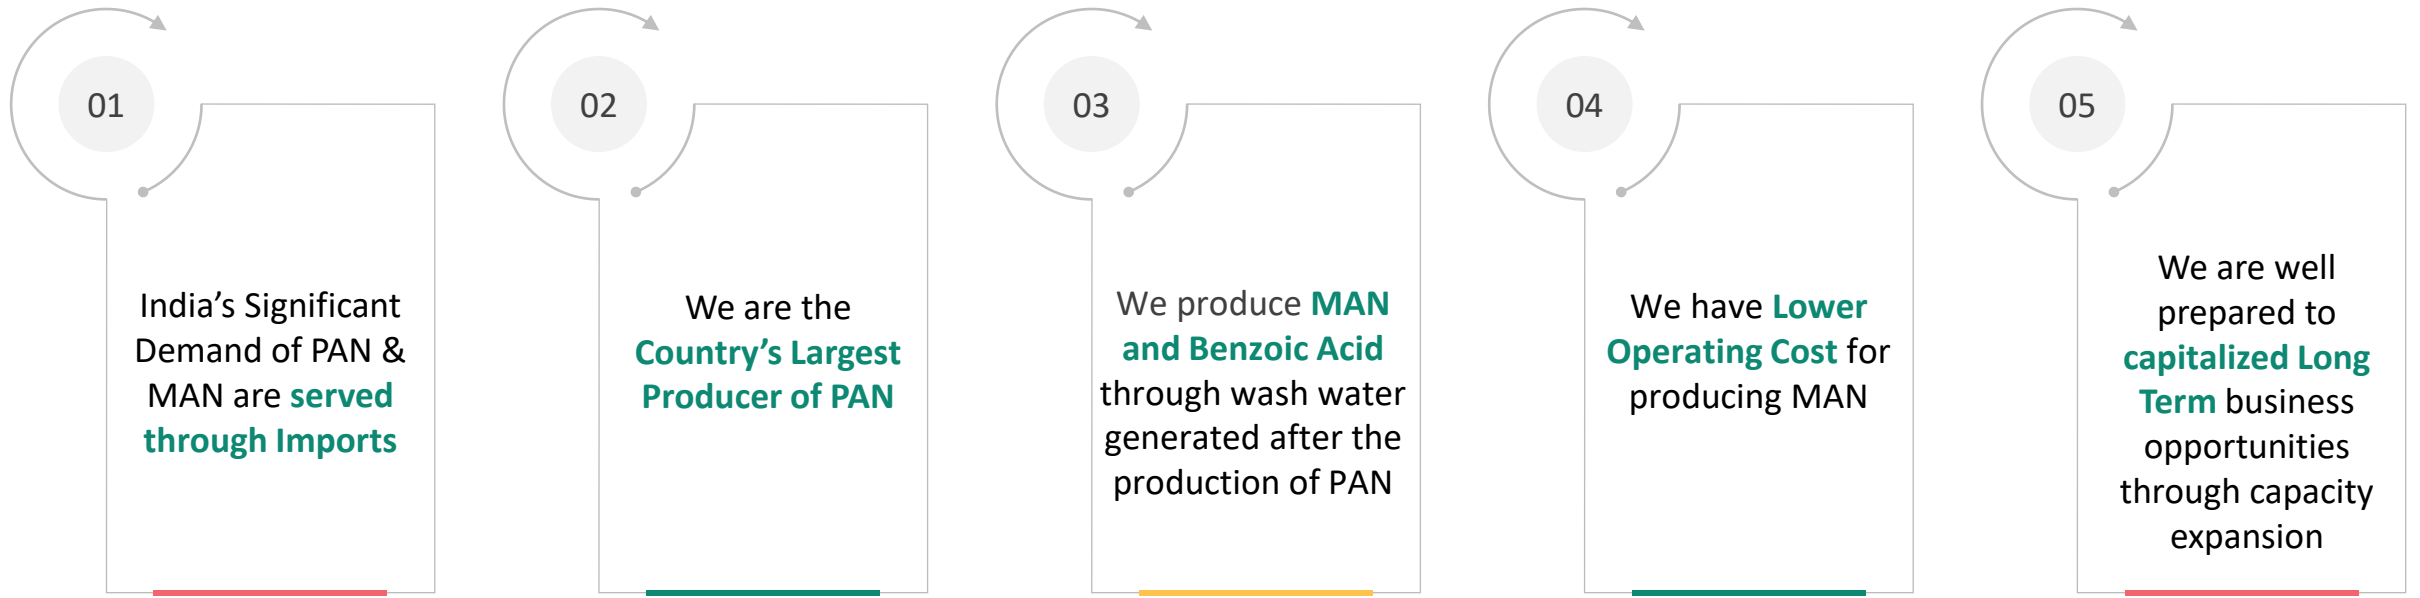 01
India’s Significant
Demand of PAN &
MAN are served
through Imports
02
We are the
Country’s Largest
Producer of PAN
03
We produce MAN
and Benzoic Acid
through wash water
generated after the
production of PAN
04
We have Lower
Operating Cost for
producing MAN
05
We are well
prepared to
capitalized Long
Term business
opportunities
through capacity
expansion